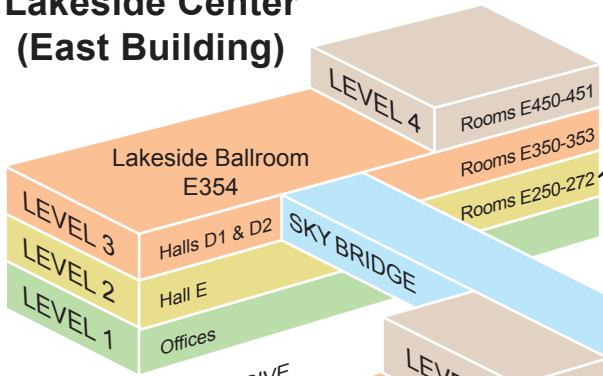 Lakeside Center
(East Building)
LEVEL 4
Rooms E450-451
Lakeside Ballroom
E354
Rooms E350-353
Rooms E250-272
LEVEL 3
Halls D1 & D2
SKY BRIDGE
LEVEL 2
Hall E
LEVEL 1
Offices